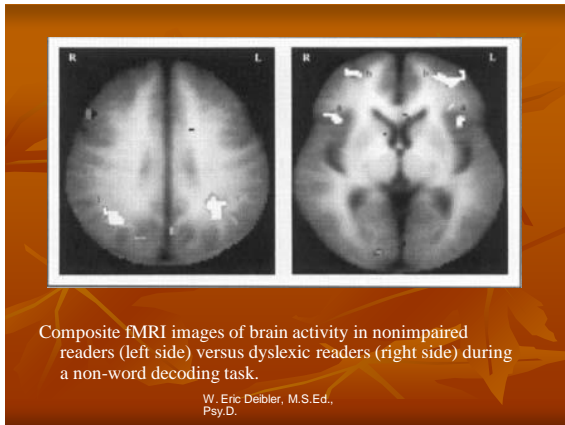 R L R L
b b
a a
Composite fMRI images of brain activity in nonimpaired
readers (left side) versus dyslexic readers (right side) during
a non-word decoding task.
W. Eric Deibler, M.S.Ed.,
Psy.D.